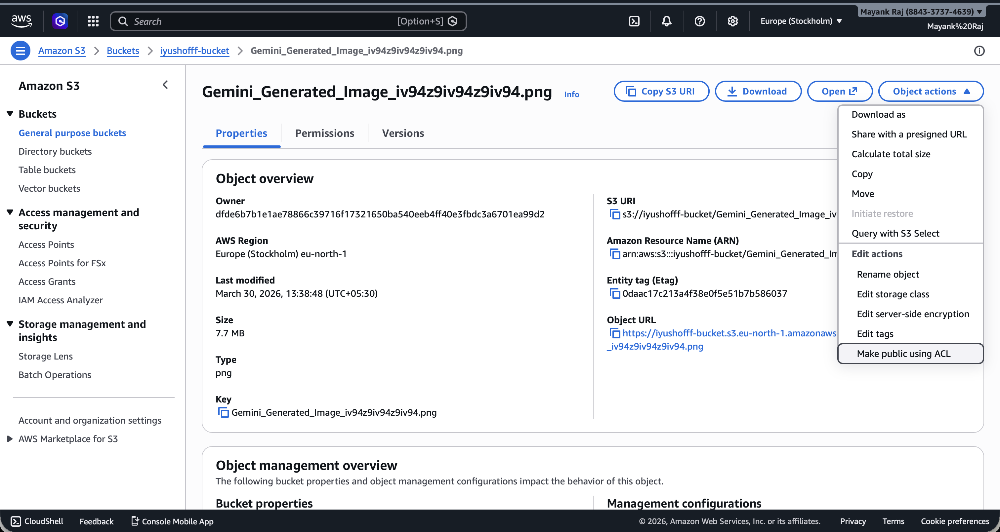 aws
Search
[Option+S]
Europe (Stockholm)
Mayank Raj (8843-3737-4639)
Mayank%20Raj
Amazon S3
Buckets
iyushofff-bucket
Gemini_Generated_Image_iv94z9iv94z9iv94.png
Amazon S3
Buckets
General purpose buckets
Directory buckets
Table buckets
Vector buckets
Access management and
security
Access Points
Access Points for FSx
Access Grants
IAM Access Analyzer
Storage management and
insights
Storage Lens
Batch Operations
Account and organization settings
AWS Marketplace for S3
Gemini_Generated_Image_iv94z9iv94z9iv94.png
Info
Copy S3 URI
Download
Open
Object actions
Properties
Permissions
Versions
Object overview
Owner
dfde6b7b1e1ae78866c39716f17321650ba540eeb4ff40e3fbdc3a6701ea99d2
AWS Region
Europe (Stockholm) eu-north-1
Last modified
March 30, 2026, 13:38:48 (UTC+05:30)
Size
7.7 MB
Type
png
Key
Gemini_Generated_Image_iv94z9iv94z9iv94.png
S3 URI
s3://iyushofff-bucket/Gemini_Generated_Image_iv
Amazon Resource Name (ARN)
arn:aws:s3:::iyushofff-bucket/Gemini_Generated_Im
Entity tag (Etag)
0daac17c213a4f38e0f5e51b7b586037
Object URL
https://iyushofff-bucket.s3.eu-north-1.amazonaws.
_iv94z9iv94z9iv94.png
Download as
Share with a presigned URL
Calculate total size
Copy
Move
Initiate restore
Query with S3 Select
Edit actions
Rename object
Edit storage class
Edit server-side encryption
Edit tags
Make public using ACL
Object management overview
The following bucket properties and object management configurations impact the behavior of this object.
Bucket properties
Management configurations
CloudShell
Feedback
Console Mobile App
© 2026, Amazon Web Services, Inc. or its affiliates.
Privacy
Terms
Cookie preferences